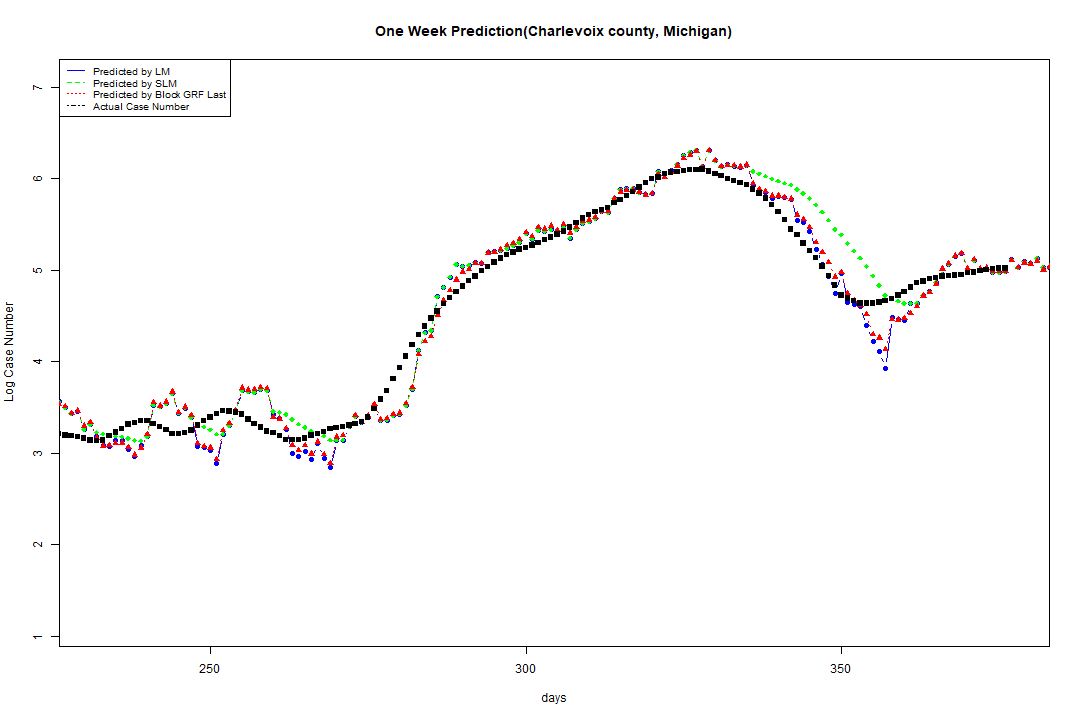 One Week Prediction(Charlevoix county, Michigan)
Predicted by LM
Predicted by SLM
Predicted by Block GRF Last
Actual Case Number
7
6
5
4
3
2
1
Log Case Number
250 300 350
days